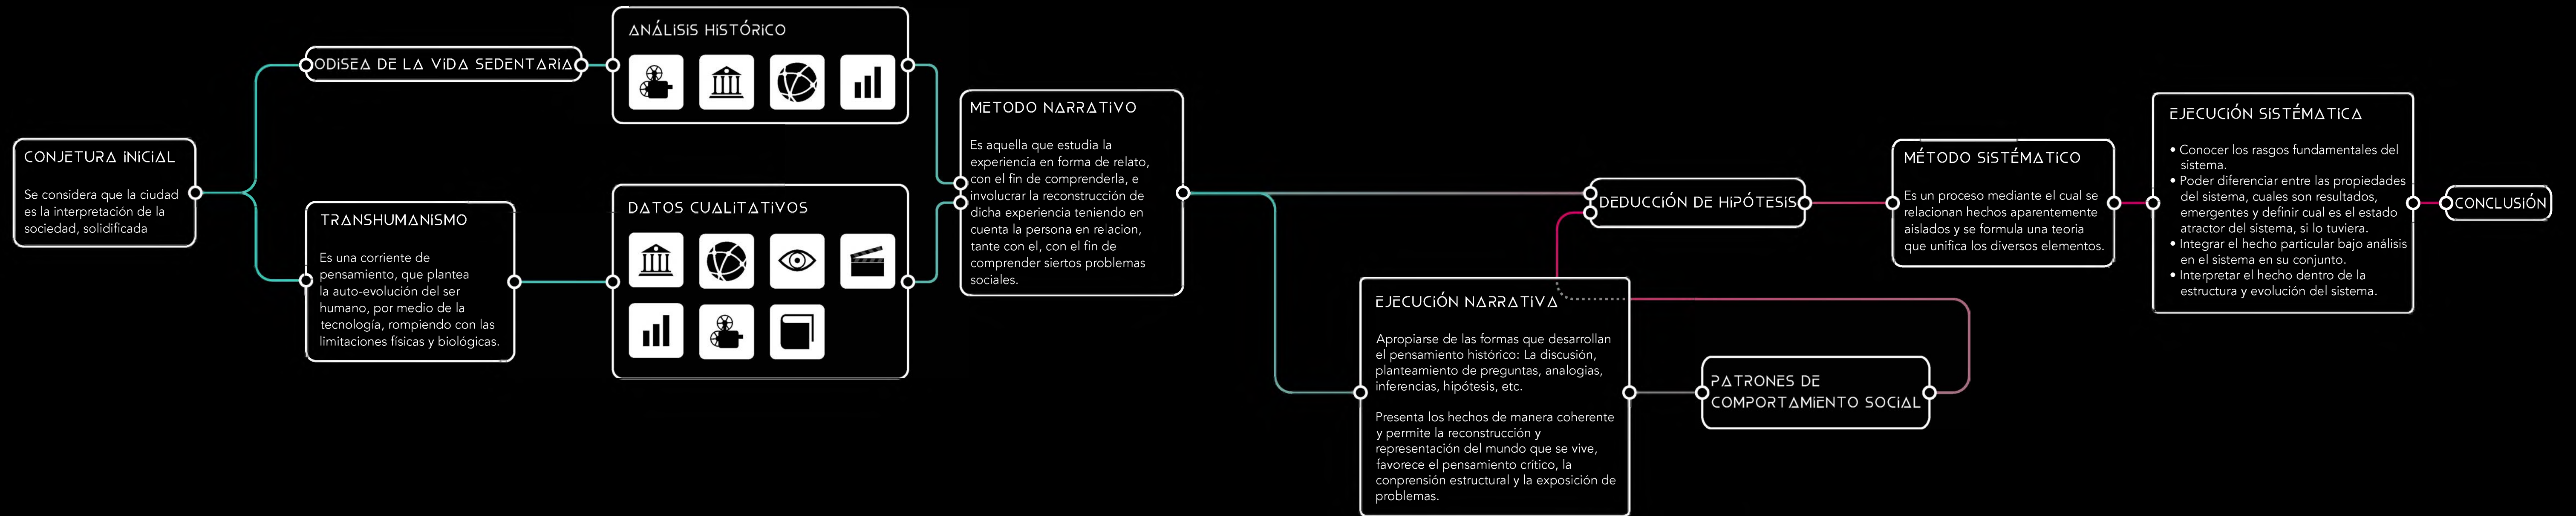 CONJETURA INICIAL
Se considera que la ciudad
es la interpretación de la
sociedad, solidificada
ODISEA DE LA VIDA SEDENTARIA
TRANSHUMANISMO
Es una corriente de
pensamiento, que plantea
la auto-evolución del ser
humano, por medio de la
tecnología, rompiendo con las
limitaciones físicas y biológicas.
ANÁLISIS HISTÓRICO
DATOS CUALITATIVOS
METODO NARRATIVO
Es aquella que estudia la
experiencia en forma de relato,
con el fin de comprenderla, e
involucrar la reconstrucción de
dicha experiencia teniendo en
cuenta la persona en relacion,
tante con el, con el fin de
comprender siertos problemas
sociales.
EJECUCIÓN NARRATIVA
Apropiarse de las formas que desarrollan
el pensamiento histórico: La discusión,
planteamiento de preguntas, analogias,
inferencias, hipótesis, etc.
Presenta los hechos de manera coherente
y permite la reconstrucción y
representación del mundo que se vive,
favorece el pensamiento crítico, la
conprensión estructural y la exposición de
problemas.
PATRONES DE
COMPORTAMIENTO SOCIAL
DEDUCCIÓN DE HIPÓTESIS
MÉTODO SISTÉMATICO
Es un proceso mediante el cual se
relacionan hechos aparentemente
aislados y se formula una teoria
que unifica los diversos elementos.
EJECUCIÓN SISTÉMATICA
• Conocer los rasgos fundamentales del
sistema.
• Poder diferenciar entre las propiedades
del sistema, cuales son resultados,
emergentes y definir cual es el estado
atractor del sistema, si lo tuviera.
• Integrar el hecho particular bajo análisis
en el sistema en su conjunto.
• Interpretar el hecho dentro de la
estructura y evolución del sistema.
CONCLUSIÓN